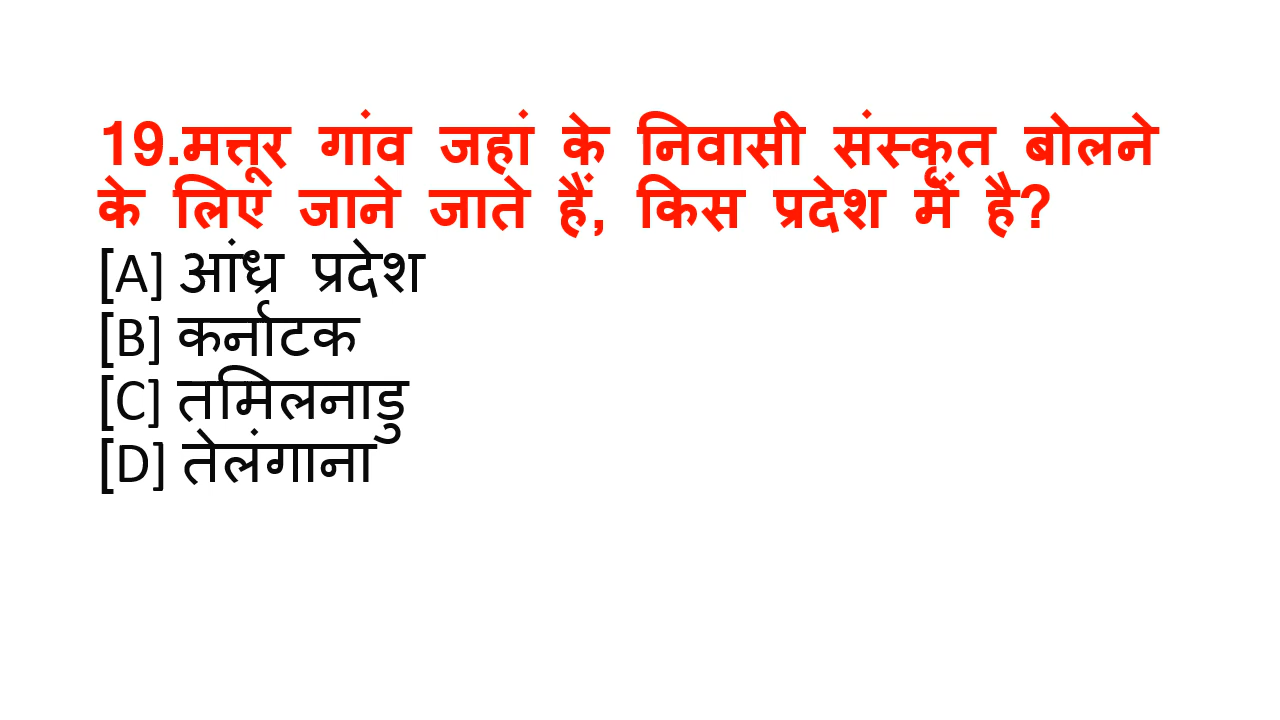 19.मत्तूर गांव जहां के निवासी संस्कृत बोलने
के लिए जाने जाते हैं, किस प्रदेश में है?
[A] आंध्र प्रदेश
[B] कर्नाटक
[C] तमिलनाडु
[D] तेलंगाना